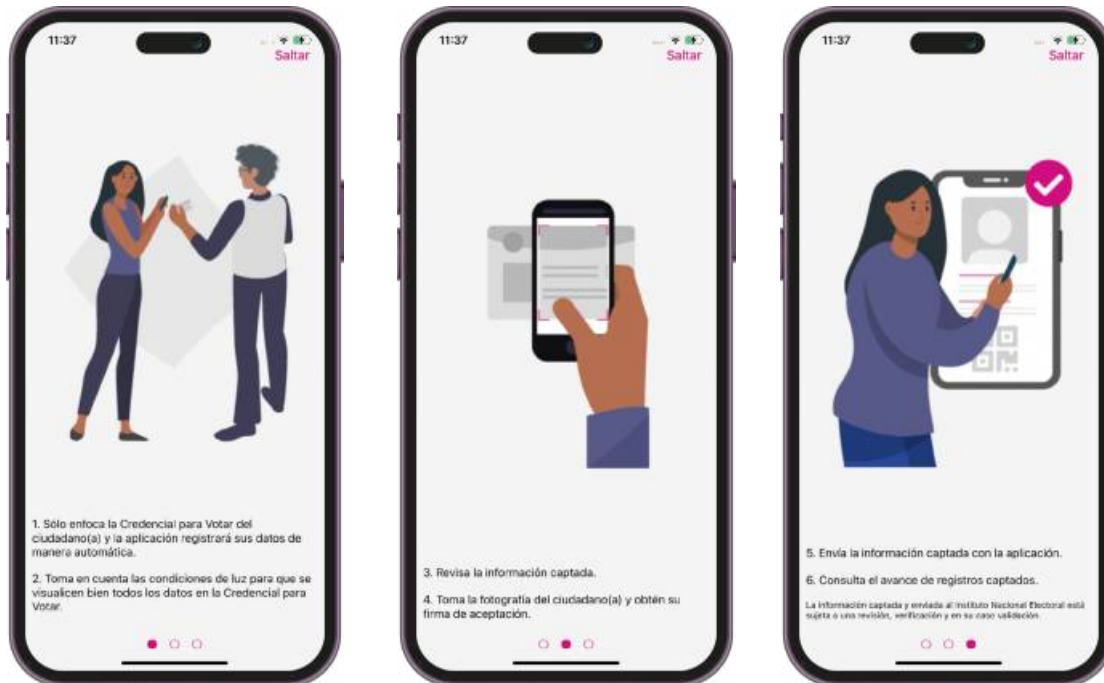 11:37
Saltar
1. Sólo enfoca la Credencial para Votar del
ciudadano(a) y la aplicación registrará sus datos de
manera automática.
2. Toma en cuenta las condiciones de luz para que se
visualicen bien todos los datos en la Credencial para
Votar.
11:37
Saltar
3. Revisa la información captada.
4. Toma la fotografía del ciudadano(a) y obtén su
firma de aceptación.
11:37
Saltar
5. Envía la información captada con la aplicación.
6. Consulta el avance de registros captados.
La información captada y enviada al Instituto Nacional Electoral está
sujeta a una revisión, verificación y en su caso validación.